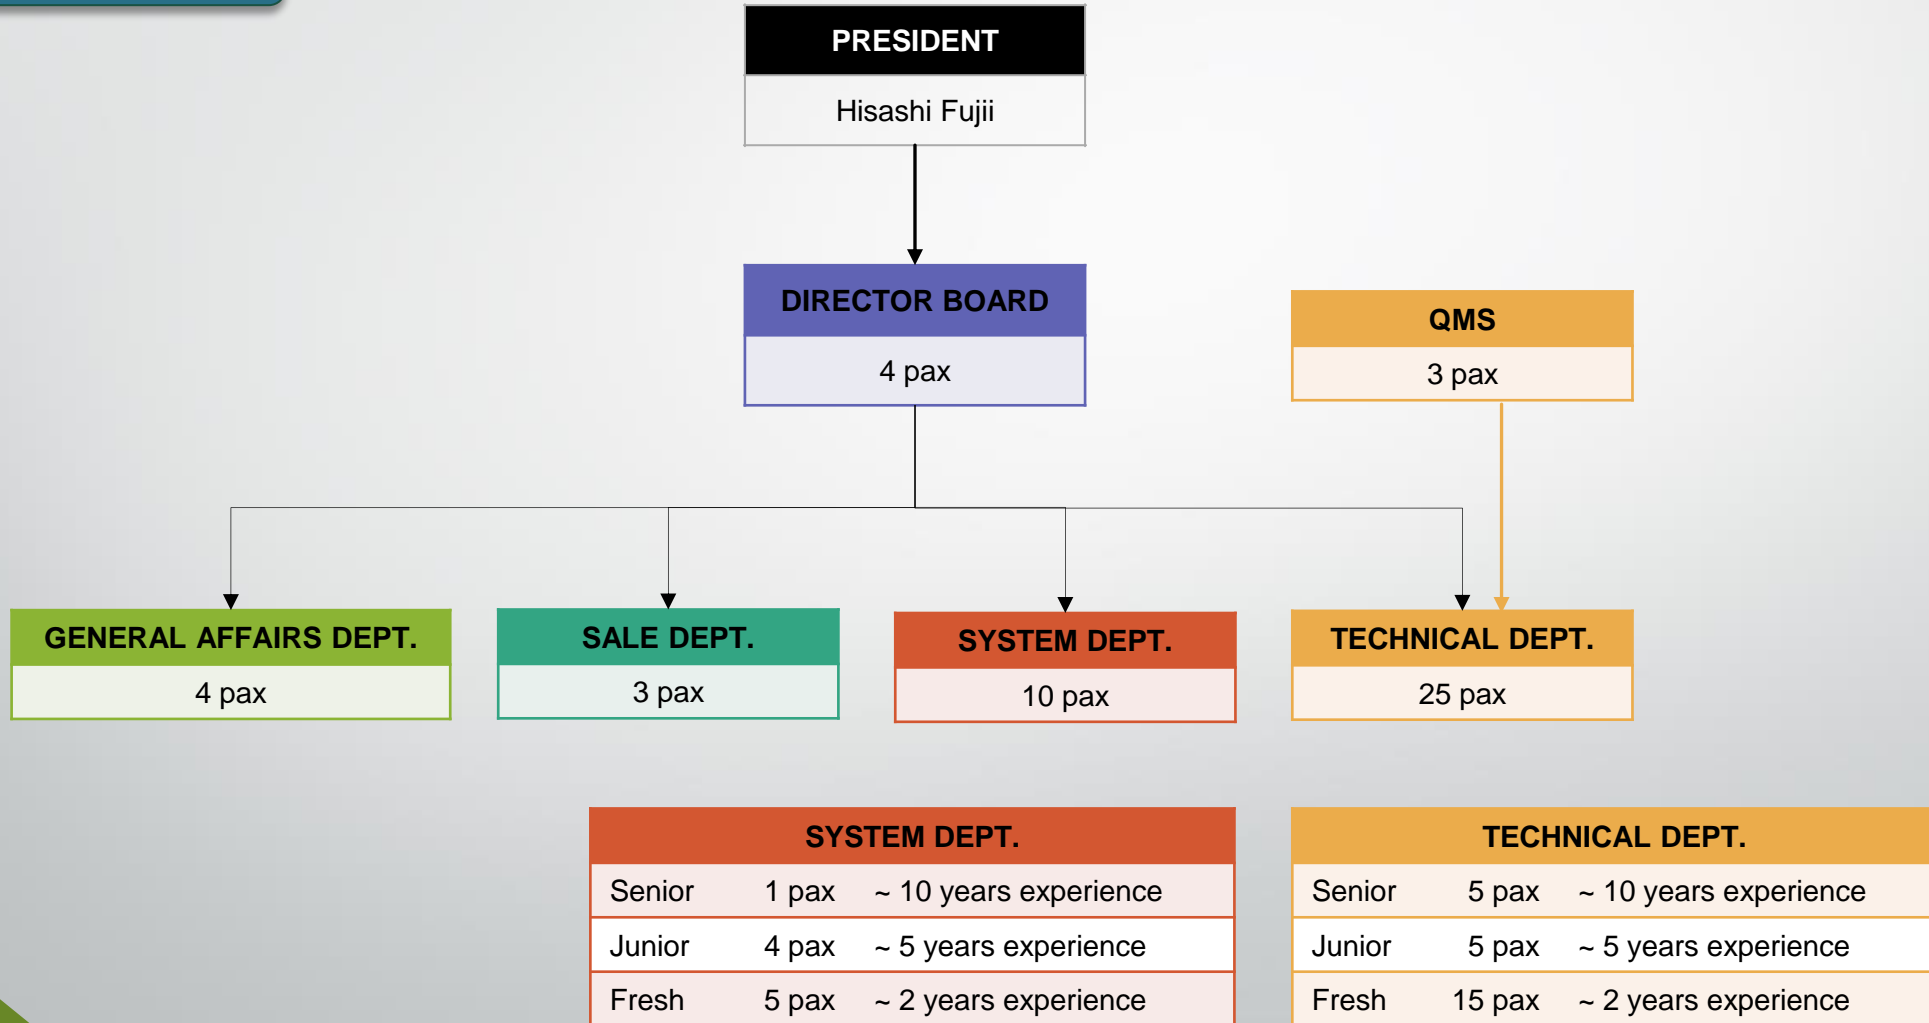 PRESIDENT
Hisashi Fujii
DIRECTOR BOARD
4 pax
QMS
3 pax
GENERAL AFFAIRS DEPT.
4 pax
SALE DEPT.
3 pax
SYSTEM DEPT.
10 pax
TECHNICAL DEPT.
25 pax
SYSTEM DEPT.
Senior 1 pax ~ 10 years experience
Junior 4 pax ~ 5 years experience
Fresh 5 pax ~ 2 years experience
TECHNICAL DEPT.
Senior 5 pax ~ 10 years experience
Junior 5 pax ~ 5 years experience
Fresh 15 pax ~ 2 years experience